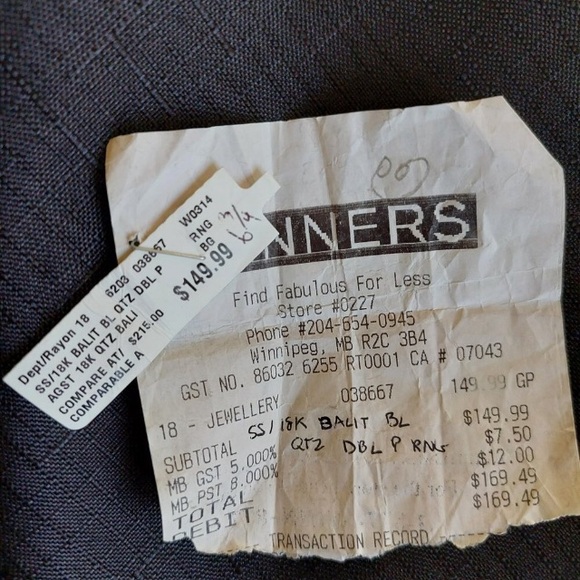 Dept/Rayon 18 6203 038667 W0314
SS/18K BALIT BL QTZ DBL P RNG
AGST 18K QTZ BALI BG
COMPARE AT/ $215.00 $149.99
COMPARABLE A
NNERS
Find Fabulous For Less
Store #0227
Phone #204-654-0945
Winnipeg, MB R2C 3B4
GST NO. 86032 6255 RT0001 CA # 07043
18 - JEWELLERY 038667 149.99 GP
SS/18K BALIT BL
QTZ DBL P RNG
SUBTOTAL $149.99
MB GST 5.000% $7.50
MB PST 8.000% $12.00
TOTAL $169.49
DEBIT $169.49
TRANSACTION RECORD